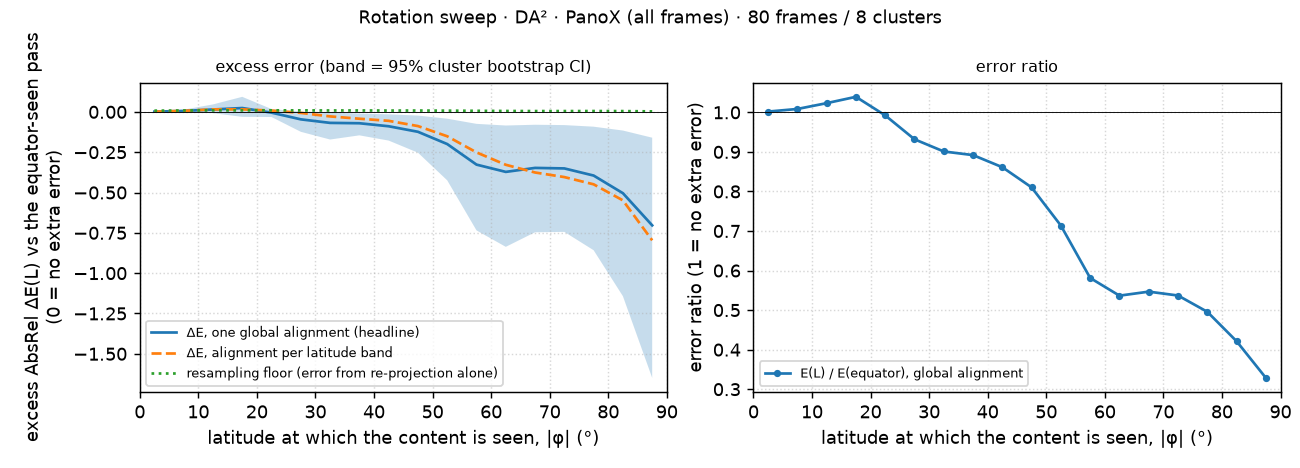 Rotation sweep · DA² · PanoX (all frames) · 80 frames / 8 clusters
excess error (band = 95% cluster bootstrap CI)
excess AbsRel ΔE(L) vs the equator-seen pass
(0 = no extra error)
0.00
−0.25
−0.50
−0.75
−1.00
−1.25
−1.50
ΔE, one global alignment (headline)
ΔE, alignment per latitude band
resampling floor (error from re-projection alone)
0 10 20 30 40 50 60 70 80 90
latitude at which the content is seen, |φ| (°)
error ratio
error ratio (1 = no extra error)
1.0
0.9
0.8
0.7
0.6
0.5
0.4
0.3
E(L) / E(equator), global alignment
0 10 20 30 40 50 60 70 80 90
latitude at which the content is seen, |φ| (°)